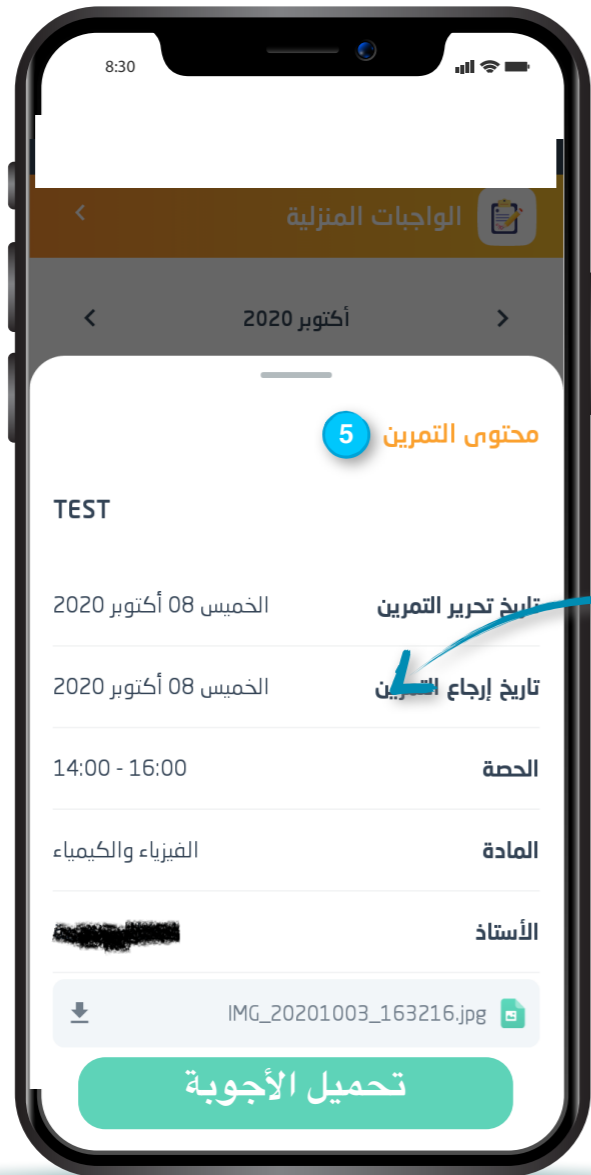 8:30
الواجبات المنزلية
أكتوبر 2020
محتوى التمرين 5
TEST
تاريخ تحرير التمرين الخميس 08 أكتوبر 2020
تاريخ إرجاع التمرين الخميس 08 أكتوبر 2020
الحصة 14:00 - 16:00
المادة الفيزياء والكيمياء
الأستاذ
IMG_20201003_163216.jpg
تحميل الأجوبة